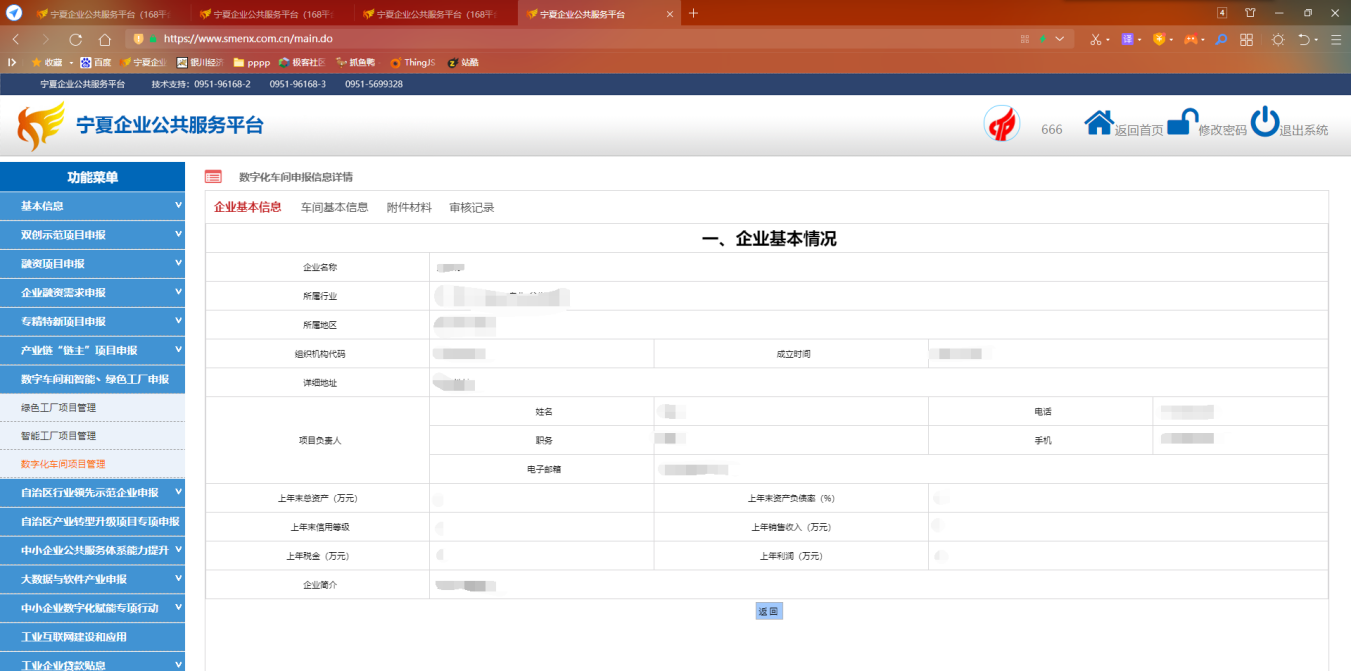 宁夏企业公共服务平台（168平
宁夏企业公共服务平台（168平
宁夏企业公共服务平台（168平
宁夏企业公共服务平台
4
https://www.smenx.com.cn/main.do
收藏 百度 宁夏企业 银川经济 pppp 极客社区 抓鱼鸭 ThingJS 站酷
宁夏企业公共服务平台 技术支持：0951-96168-2 0951-96168-3 0951-5699328
宁夏企业公共服务平台
666 返回首页 修改密码 退出系统
功能菜单
基本信息
双创示范项目申报
融资项目申报
企业融资需求申报
专精特新项目申报
产业链“链主”项目申报
数字车间和智能、绿色工厂申报
绿色工厂项目管理
智能工厂项目管理
数字化车间项目管理
自治区行业领先示范企业申报
自治区产业转型升级项目专项申报
中小企业公共服务体系能力提升
大数据与软件产业申报
中小企业数字化赋能专项行动
工业互联网建设和应用
工业企业贷款贴息
数字化车间申报信息详情
企业基本信息 车间基本信息 附件材料 审核记录
一、企业基本情况
企业名称
所属行业
所属地区
组织机构代码 成立时间
详细地址
项目负责人
姓名 电话
职务 手机
电子邮箱
上年末总资产（万元） 上年末资产负债率（%）
上年末信用等级 上年销售收入（万元）
上年税金（万元） 上年利润（万元）
企业简介
返回